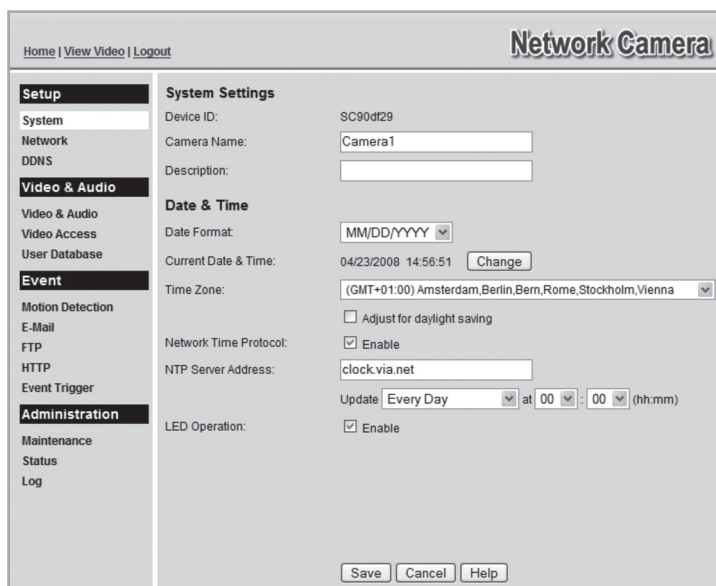 Home | View Video | Logout
Network Camera
Setup
System
Network
DDNS
Video & Audio
Video & Audio
Video Access
User Database
Event
Motion Detection
E-Mail
FTP
HTTP
Event Trigger
Administration
Maintenance
Status
Log
System Settings
Device ID: SC90df29
Camera Name: Camera1
Description:
Date & Time
Date Format: MM/DD/YYYY
Current Date & Time: 04/23/2008 14:56:51 Change
Time Zone: (GMT+01:00) Amsterdam,Berlin,Bern,Rome,Stockholm,Vienna
Adjust for daylight saving
Network Time Protocol: Enable
NTP Server Address: clock.via.net
Update Every Day at 00 : 00 (hh:mm)
LED Operation: Enable
Save Cancel Help